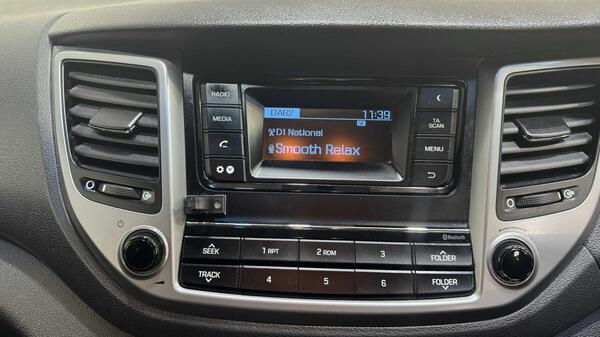 RADIO
MEDIA
DAB2
11:39
D1 National
Smooth Relax
TA
SCAN
MENU
Bluetooth
SEEK
1 RPT
2 RDM
3
FOLDER
TRACK
4
5
6
FOLDER